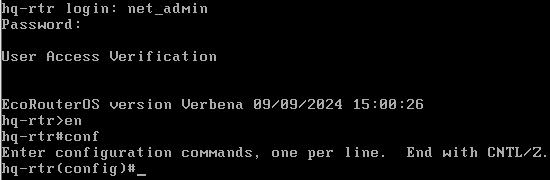 hq-rtr login: net_admin
Password:
User Access Verification
EcoRouterOS version Verbena 09/09/2024 15:00:26
hq-rtr>en
hq-rtr#conf
Enter configuration commands, one per line.  End with CNTL/Z.
hq-rtr(config)#_